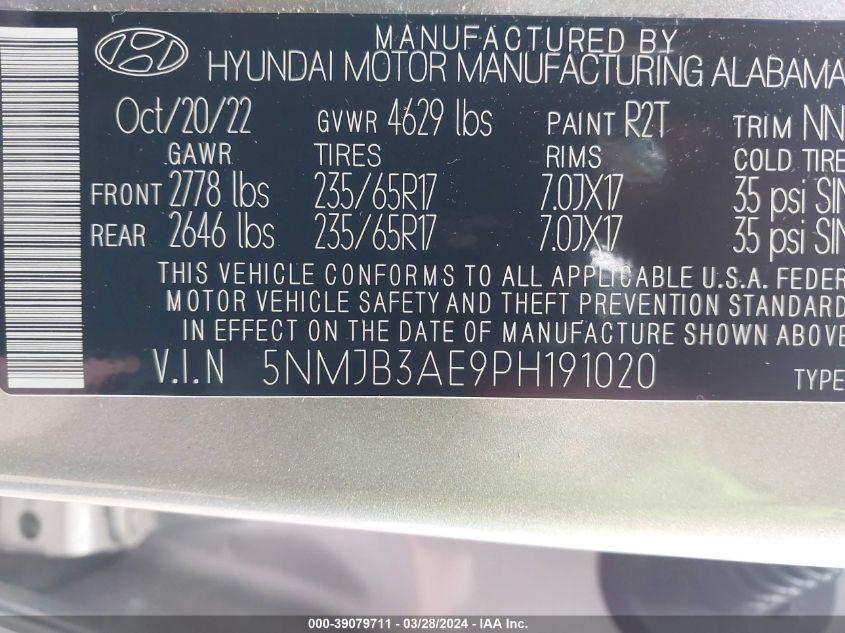 MANUFACTURED BY
HYUNDAI MOTOR MANUFACTURING ALABAMA
Oct/20/22 GVWR 4629 lbs PAINT R2T TRIM NN
GAWR TIRES RIMS COLD TIRE
FRONT 2778 lbs 235/65R17 7.0JX17 35 psi SIN
REAR 2646 lbs 235/65R17 7.0JX17 35 psi SIN
THIS VEHICLE CONFORMS TO ALL APPLICABLE U.S.A. FEDER
MOTOR VEHICLE SAFETY AND THEFT PREVENTION STANDARD
IN EFFECT ON THE DATE OF MANUFACTURE SHOWN ABOVE
V.I.N 5NMJB3AE9PH191020 TYPE
000-39079711 / 03/28/2024 - IAA Inc.